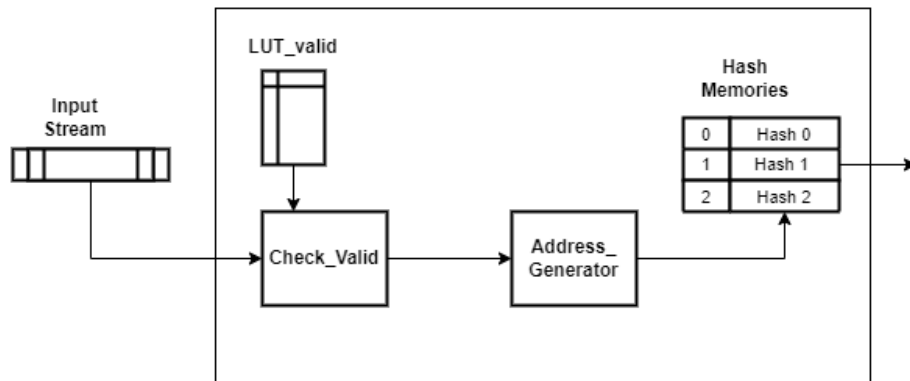 LUT_valid
Input
Stream
Hash
Memories
0 Hash 0
1 Hash 1
2 Hash 2
Check_Valid
Address_
Generator